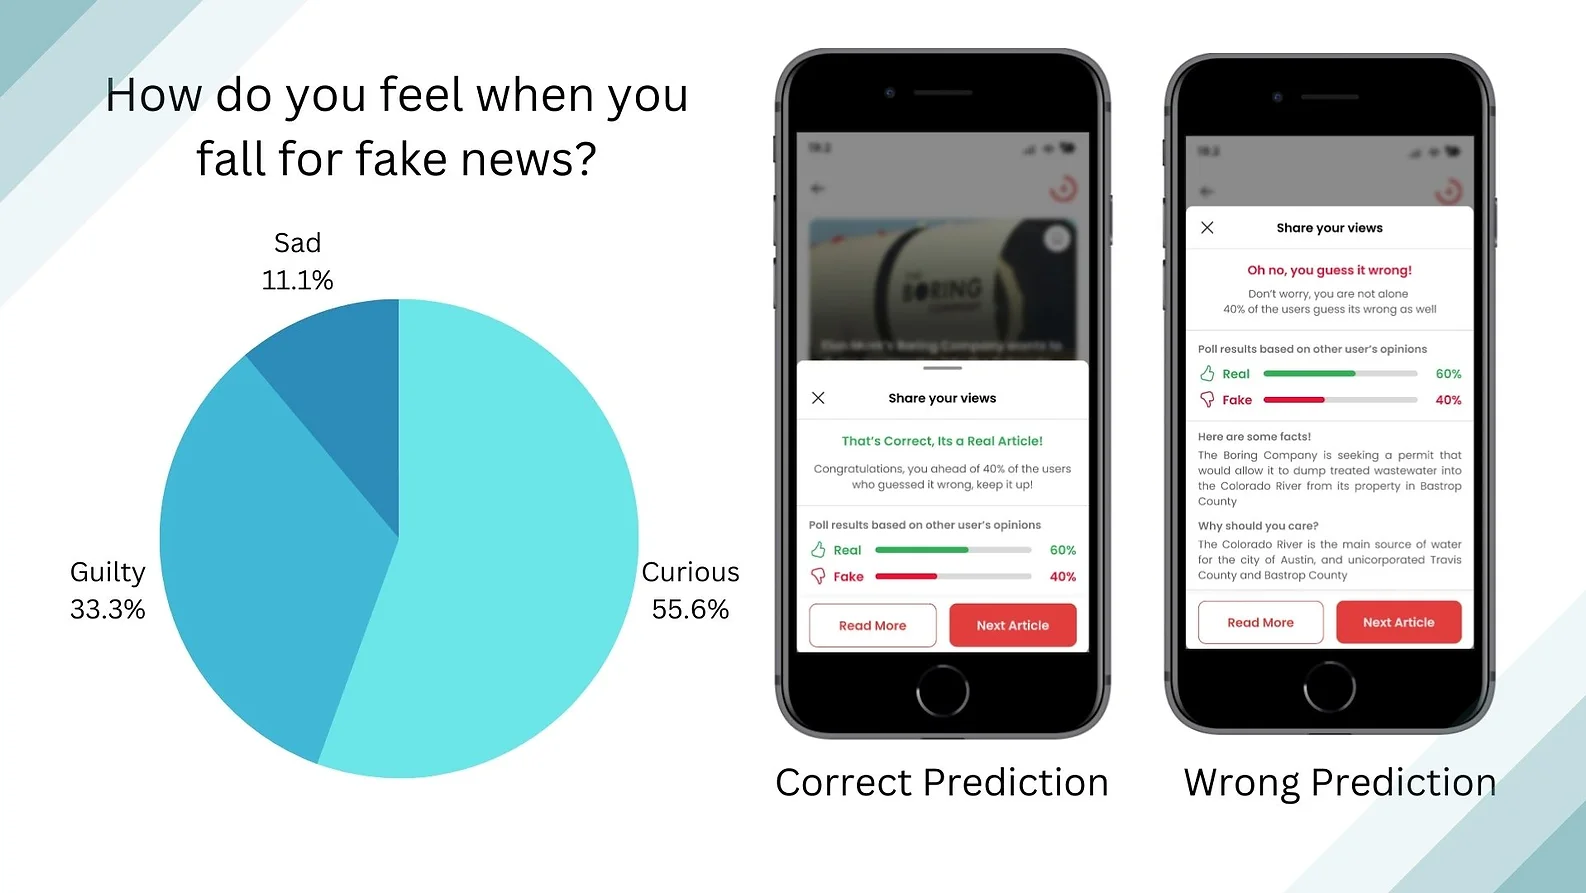 How do you feel when you
fall for fake news?
Sad
11.1%
Guilty
33.3%
Curious
55.6%
19.2
THE
BORING
COMPANY
Elon Musk's Boring Company wants to
Share your views
That's Correct, Its a Real Article!
Congratulations, you ahead of 40% of the users
who guessed it wrong, keep it up!
Poll results based on other user's opinions
Real 60%
Fake 40%
Read More Next Article
Correct Prediction
19.2
Share your views
Oh no, you guess it wrong!
Don't worry, you are not alone
40% of the users guess its wrong as well
Poll results based on other user's opinions
Real 60%
Fake 40%
Here are some facts!
The Boring Company is seeking a permit that
would allow it to dump treated wastewater into
the Colorado River from its property in Bastrop
County
Why should you care?
The Colorado River is the main source of water
for the city of Austin, and unicorporated Travis
County and Bastrop County
Read More Next Article
Wrong Prediction